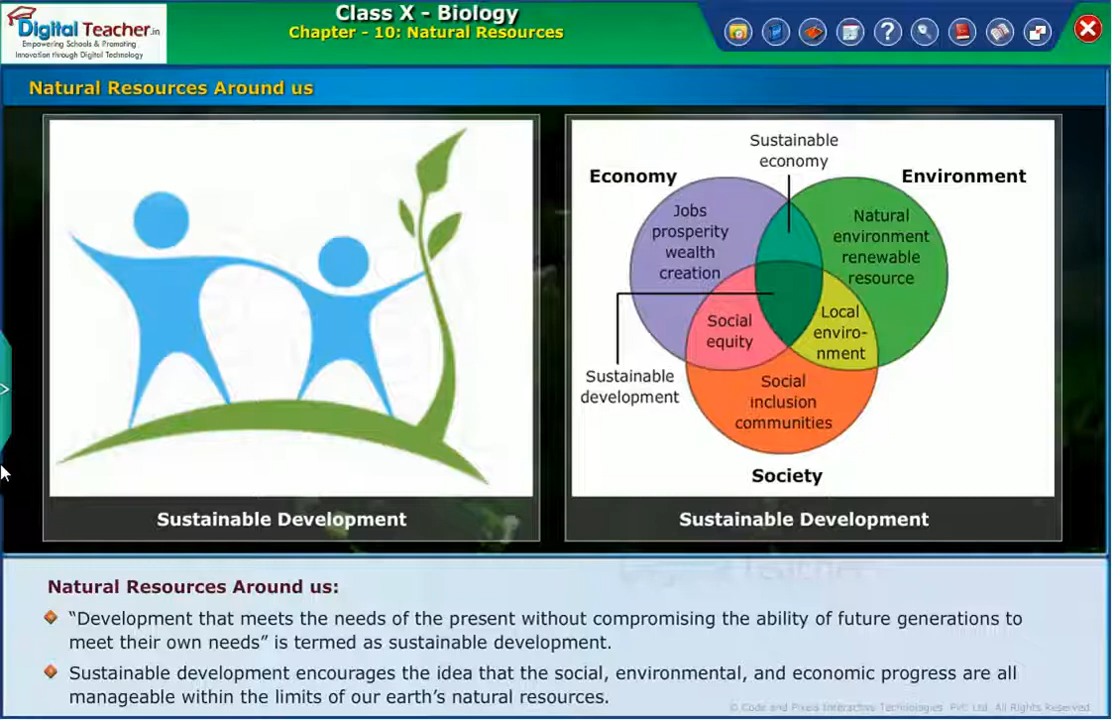 Digital Teacher.in
Empowering Schools & Promoting
Innovation through Digital Technology
Class X - Biology
Chapter - 10: Natural Resources
?
Natural Resources Around us
Sustainable Development
Sustainable
economy
Economy
Environment
Jobs
prosperity
wealth
creation
Natural
environment
renewable
resource
Social
equity
Local
enviro-
nment
Sustainable
development
Social
inclusion
communities
Society
Sustainable Development
Natural Resources Around us:
“Development that meets the needs of the present without compromising the ability of future generations to
meet their own needs” is termed as sustainable development.
Sustainable development encourages the idea that the social, environmental, and economic progress are all
manageable within the limits of our earth’s natural resources.
© Code and Pixels Interactive Technologies. Pvt Ltd. All Rights Reserved.